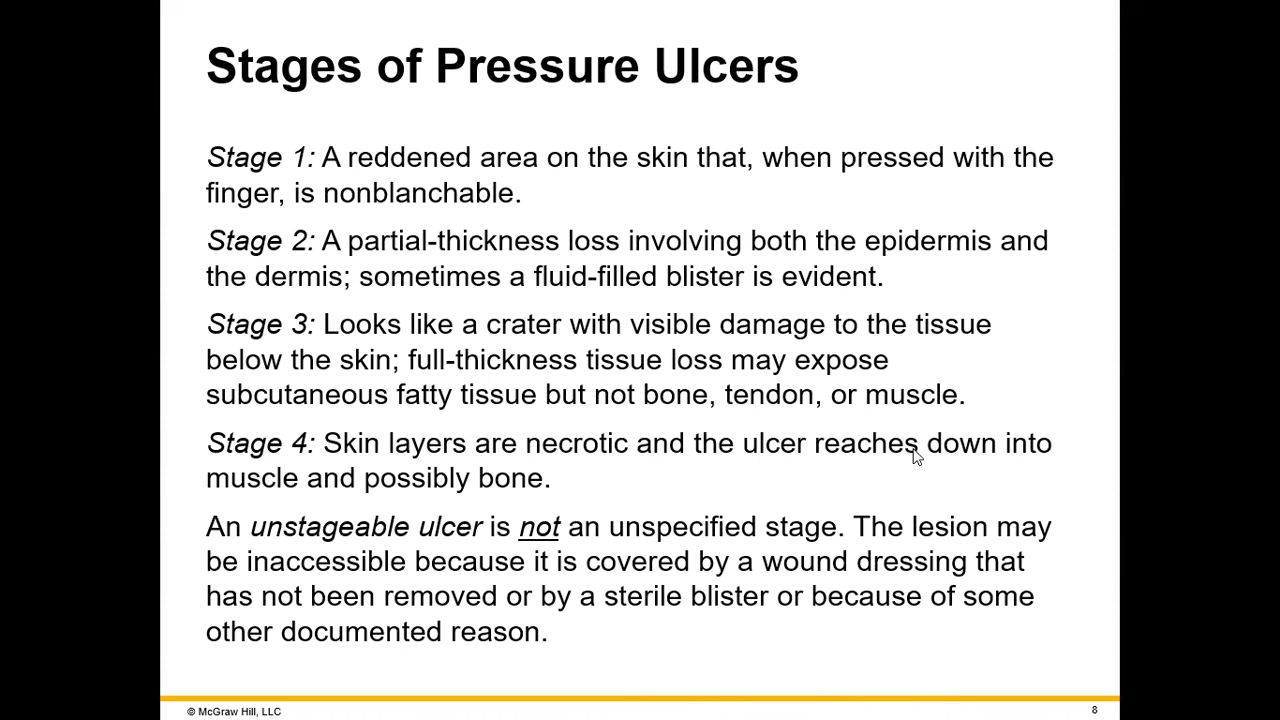 Stages of Pressure Ulcers
Stage 1: A reddened area on the skin that, when pressed with the
finger, is nonblanchable.
Stage 2: A partial-thickness loss involving both the epidermis and
the dermis; sometimes a fluid-filled blister is evident.
Stage 3: Looks like a crater with visible damage to the tissue
below the skin; full-thickness tissue loss may expose
subcutaneous fatty tissue but not bone, tendon, or muscle.
Stage 4: Skin layers are necrotic and the ulcer reaches down into
muscle and possibly bone.
An unstageable ulcer is not an unspecified stage. The lesion may
be inaccessible because it is covered by a wound dressing that
has not been removed or by a sterile blister or because of some
other documented reason.
© McGraw Hill, LLC
8